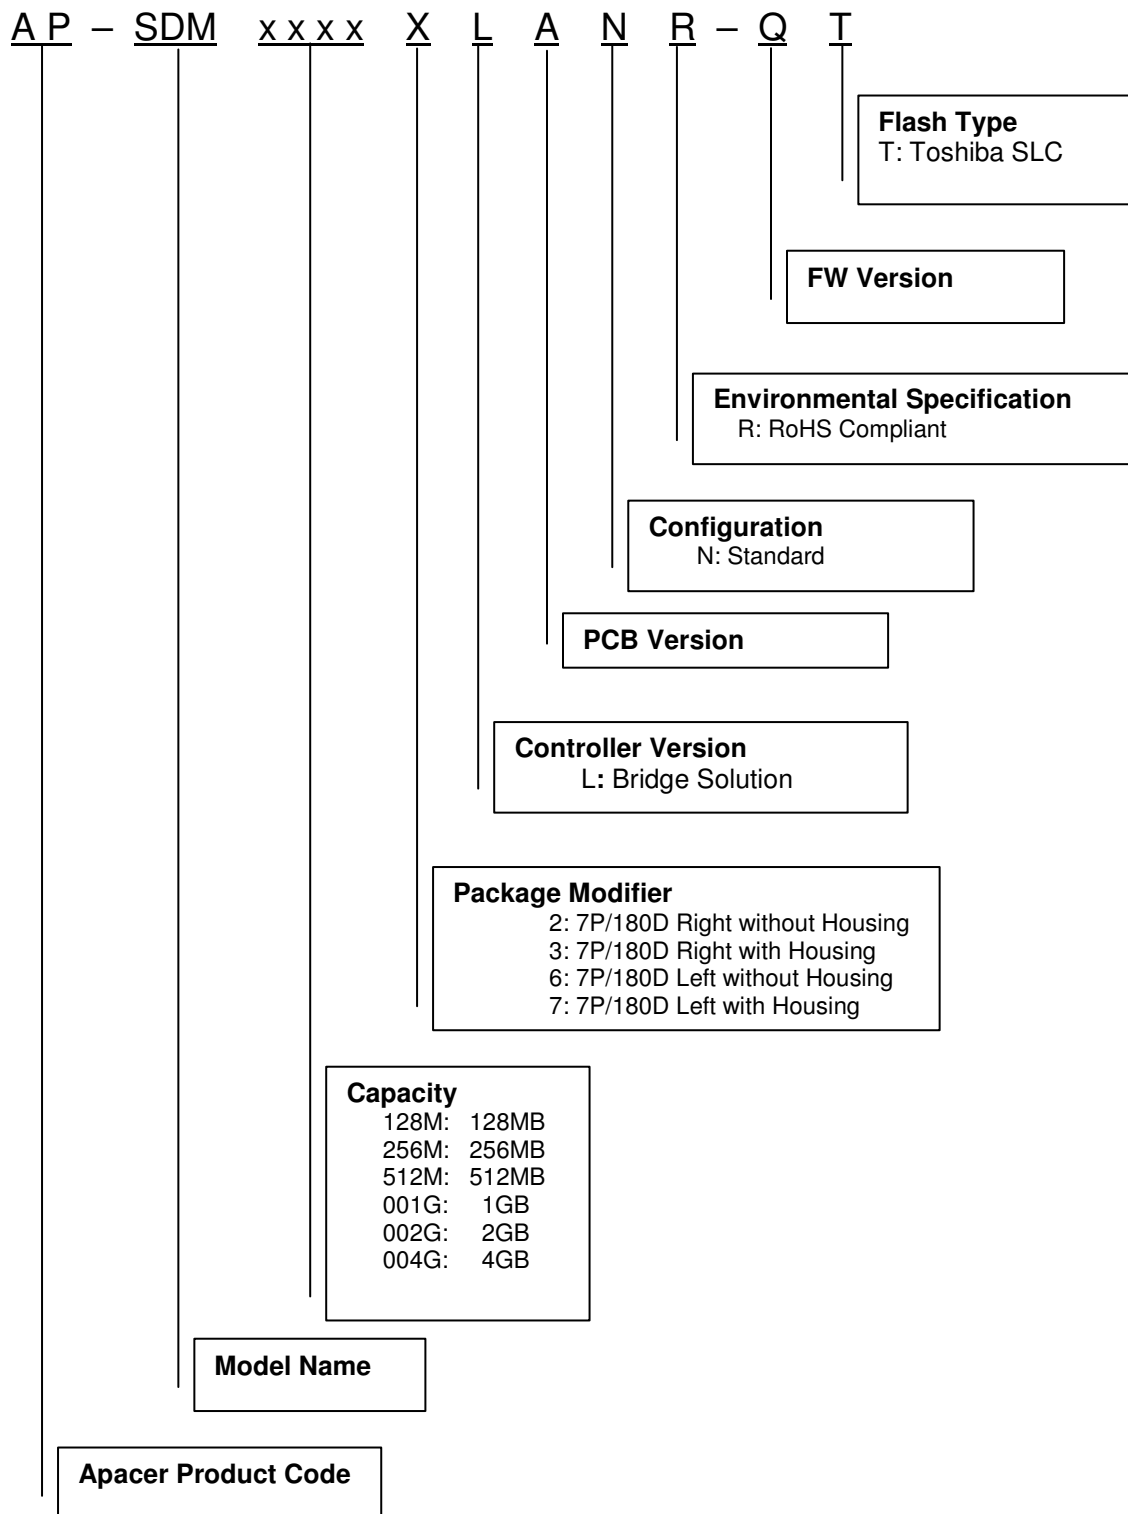 AP – SDM xxxx X L A N R – Q T
Flash Type
T: Toshiba SLC
FW Version
Environmental Specification
R: RoHS Compliant
Configuration
N: Standard
PCB Version
Controller Version
L: Bridge Solution
Package Modifier
2: 7P/180D Right without Housing
3: 7P/180D Right with Housing
6: 7P/180D Left without Housing
7: 7P/180D Left with Housing
Capacity
128M: 128MB
256M: 256MB
512M: 512MB
001G: 1GB
002G: 2GB
004G: 4GB
Model Name
Apacer Product Code